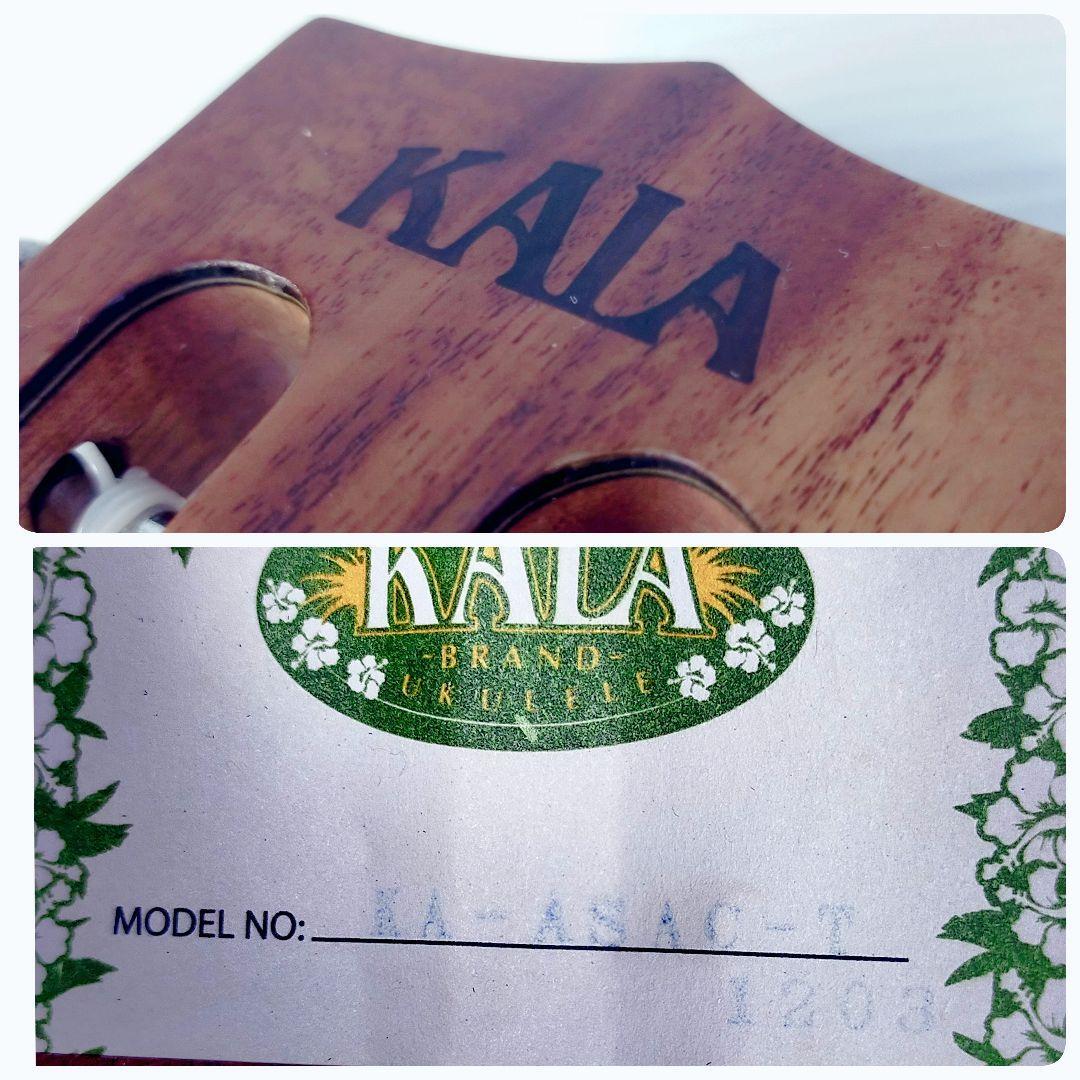 KALA
KALA
-BRAND-
UKULELE
MODEL NO: KA-ASAC-T
1203